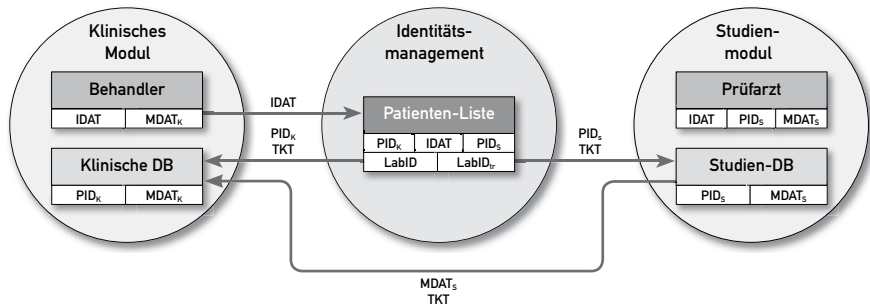 Klinisches
Modul
Behandler
IDAT MDATK
Klinische DB
PIDK MDATK
IDAT
PIDK
TKT
Identitäts-
management
Patienten-Liste
PIDK IDAT PIDS
LabID LabIDtr
PIDs
TKT
Studien-
modul
Prüfarzt
IDAT PIDS MDATS
Studien-DB
PIDS MDATS
MDATS
TKT